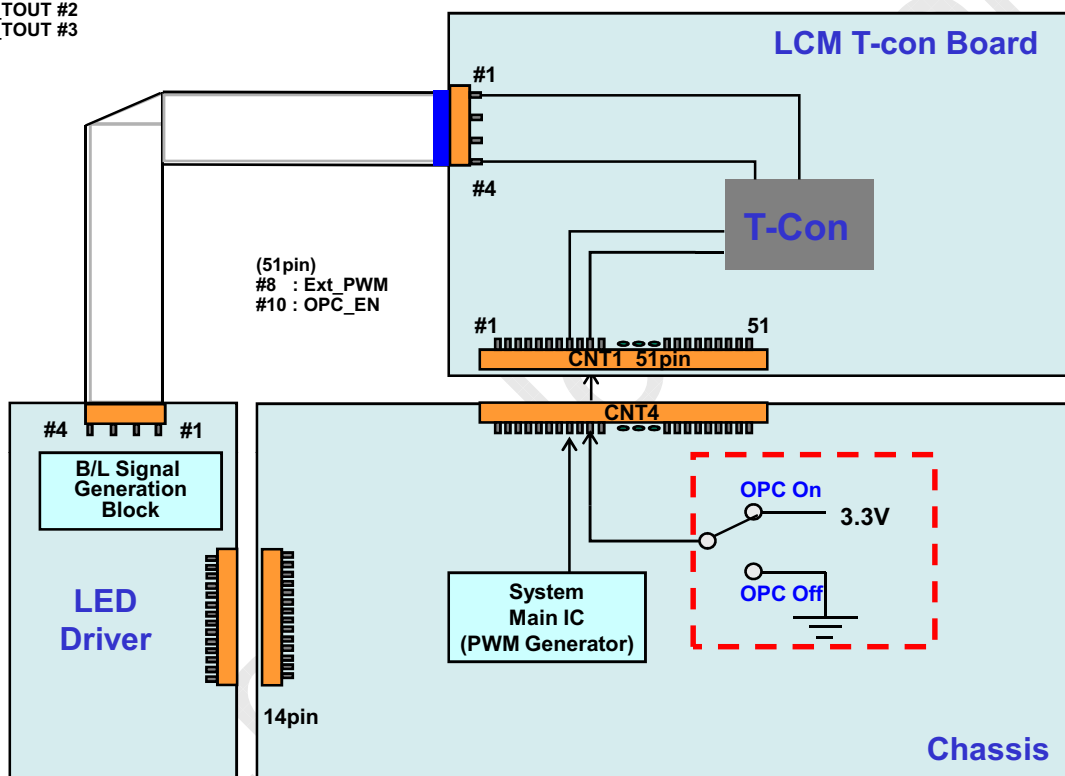 _TOUT #2
_TOUT #3
LCM T-con Board
#1
#4
T-Con
(51pin)
#8 : Ext_PWM
#10 : OPC_EN
#1
51
CNT1 51pin
CNT4
#4
#1
B/L Signal
Generation
Block
OPC On
3.3V
OPC Off
System
Main IC
(PWM Generator)
LED
Driver
14pin
Chassis